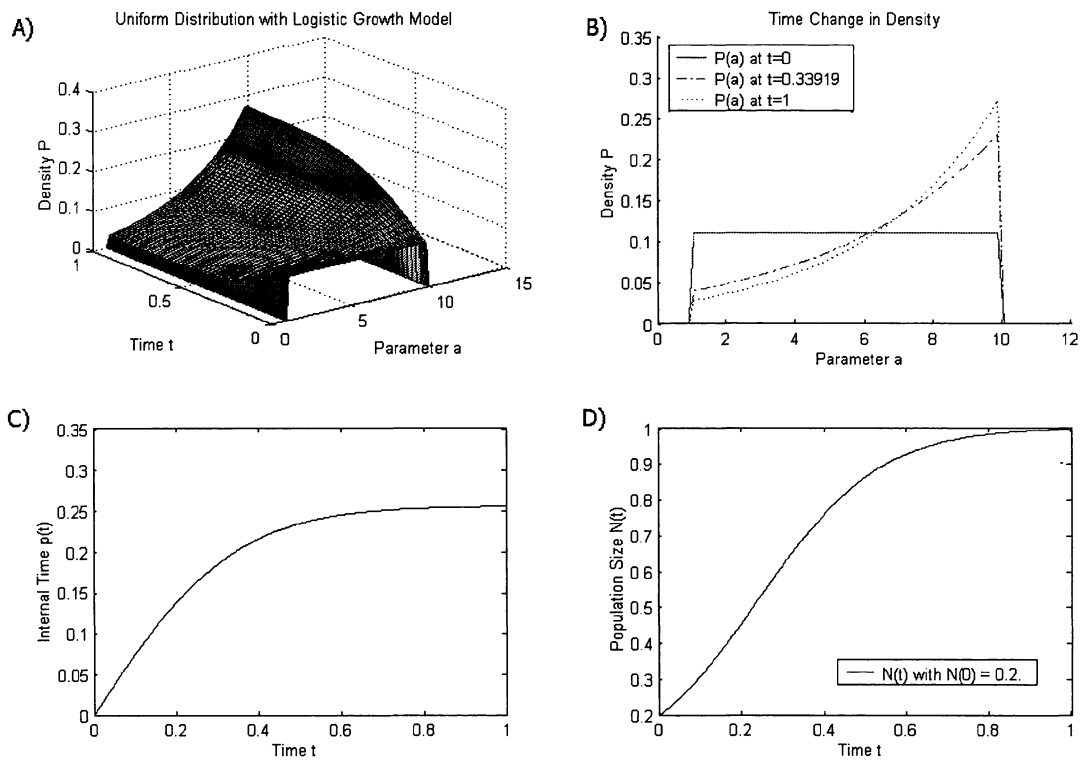 A)
Uniform Distribution with Logistic Growth Model
0.4
0.3
0.2
0.1
0
Density P
1
0.5
0
Time t
0
5
10
15
Parameter a
B)
Time Change in Density
0.35
0.3
0.25
0.2
0.15
0.1
0.05
0
Density P
P(a) at t=0
P(a) at t=0.33919
P(a) at t=1
0 2 4 6 8 10 12
Parameter a
C)
0.35
0.3
0.25
0.2
0.15
0.1
0.05
0
Internal Time p(t)
0 0.2 0.4 0.6 0.8 1
Time t
D)
1
0.9
0.8
0.7
0.6
0.5
0.4
0.3
0.2
Population Size N(t)
N(t) with N(0) = 0.2.
0 0.2 0.4 0.6 0.8 1
Time t